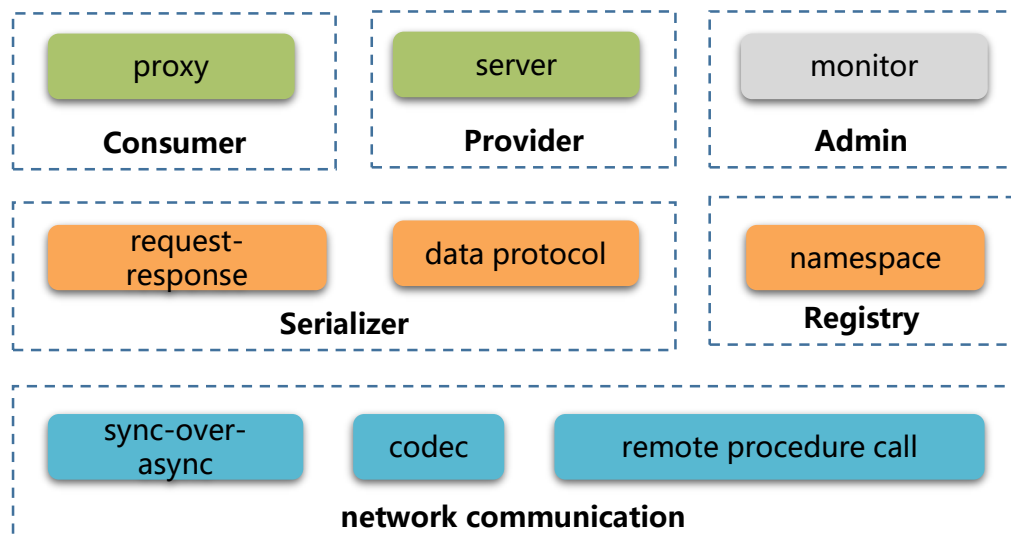 proxy
Consumer
server
Provider
monitor
Admin
request-
response
data protocol
Serializer
namespace
Registry
sync-over-
async
codec
remote procedure call
network communication